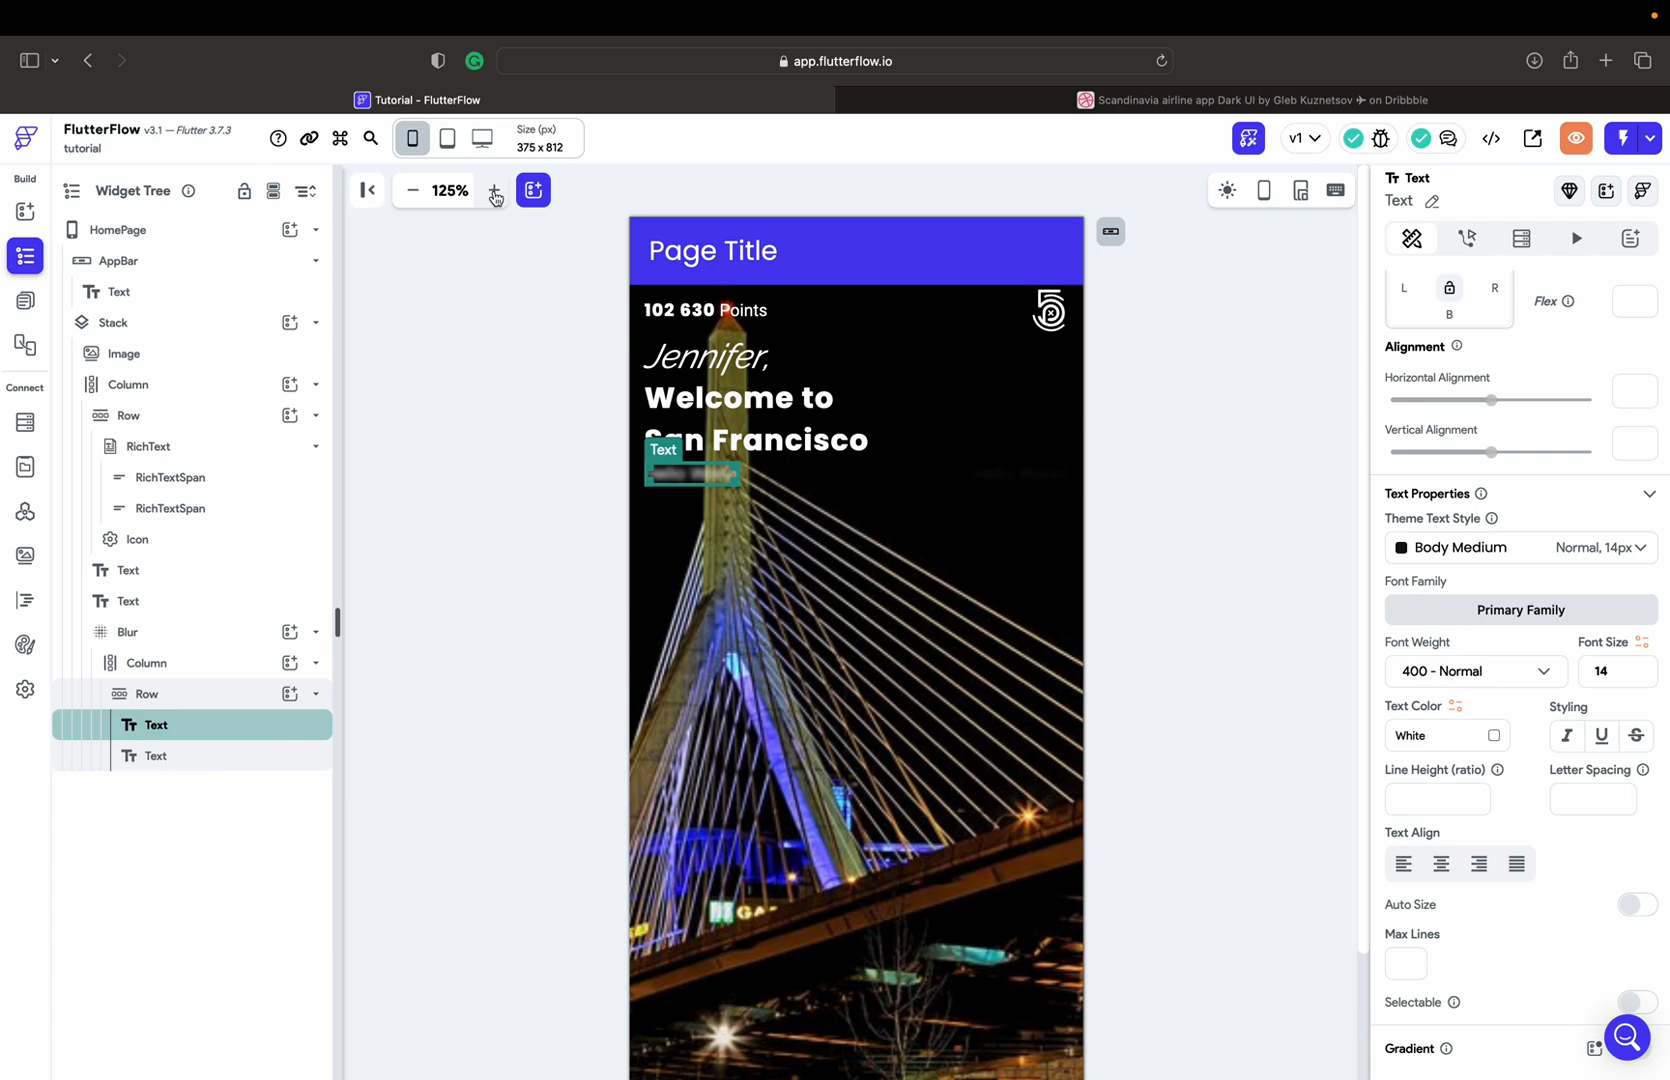 app.flutterflow.io
Tutorial - FlutterFlow
Scandinavia airline app Dark UI by Gleb Kuznetsov ✈ on Dribbble
FlutterFlow v3.1 — Flutter 3.7.3
tutorial
Size (px)
375 x 812
v1
Build
Widget Tree
125%
Text
Text
HomePage
AppBar
Text
Stack
Image
Column
Row
RichText
RichTextSpan
RichTextSpan
Icon
Text
Text
Blur
Column
Row
Text
Text
Connect
Page Title
102 630 Points
Jennifer,
Welcome to
San Francisco
Text
L
R
B
Flex
Alignment
Horizontal Alignment
Vertical Alignment
Text Properties
Theme Text Style
Body Medium
Normal, 14px
Font Family
Primary Family
Font Weight
Font Size
400 - Normal
14
Text Color
Styling
White
Line Height (ratio)
Letter Spacing
Text Align
Auto Size
Max Lines
Selectable
Gradient